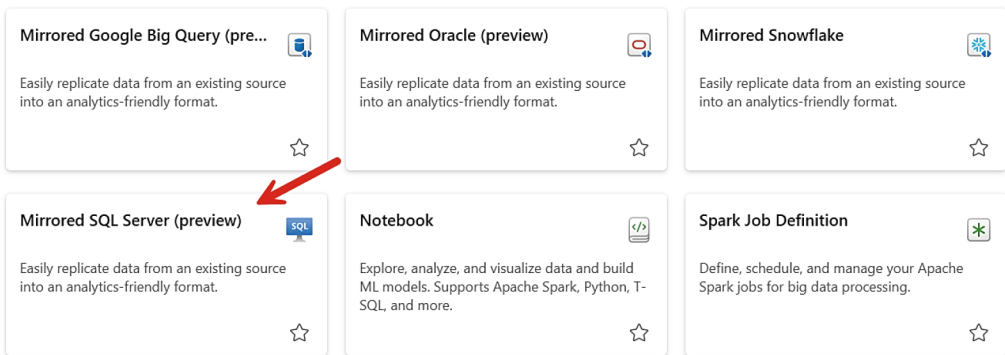 Mirrored Google Big Query (pre...
Mirrored Oracle (preview)
Mirrored Snowflake
Easily replicate data from an existing source
into an analytics-friendly format.
Easily replicate data from an existing source
into an analytics-friendly format.
Easily replicate data from an existing source
into an analytics-friendly format.
Mirrored SQL Server (preview)
SQL
Notebook
Spark Job Definition
Easily replicate data from an existing source
into an analytics-friendly format.
Explore, analyze, and visualize data and build
ML models. Supports Apache Spark, Python, T-
SQL, and more.
Define, schedule, and manage your Apache
Spark jobs for big data processing.